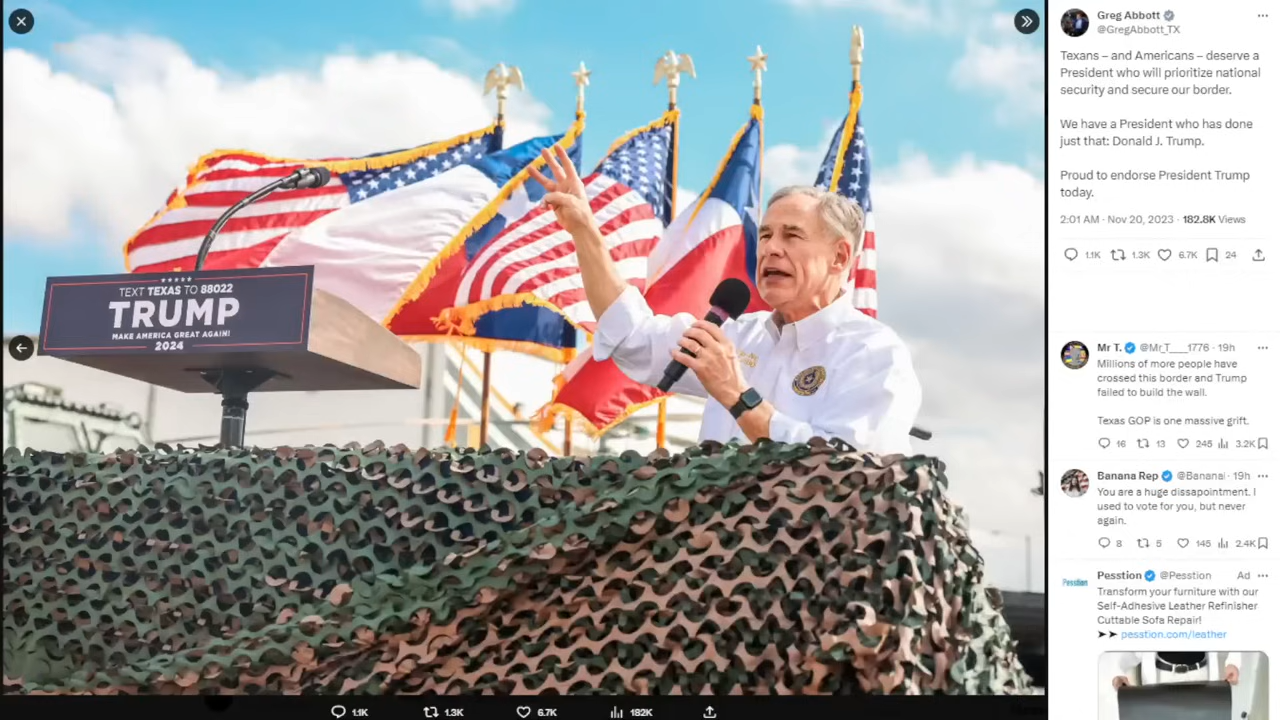 TEXT TEXAS TO 88022
TRUMP
MAKE AMERICA GREAT AGAIN!
2024
1.1K 1.3K 6.7K 182K
Greg Abbott
@GregAbbott_TX
Texans – and Americans – deserve a
President who will prioritize national
security and secure our border.
We have a President who has done
just that: Donald J. Trump.
Proud to endorse President Trump
today.
2:01 AM · Nov 20, 2023 · 182.8K Views
1.1K 1.3K 6.7K 24
Mr T. @Mr_T___1776 · 19h
Millions of more people have
crossed this border and Trump
failed to build the wall.
Texas GOP is one massive grift.
16 13 245 3.2K
Banana Rep @Banana · 19h
You are a huge dissapointment. I
used to vote for you, but never
again.
8 5 145 2.4K
Pesstion
Pesstion @Pesstion Ad
Transform your furniture with our
Self-Adhesive Leather Refinisher
Cuttable Sofa Repair!
➤➤ pesstion.com/leather